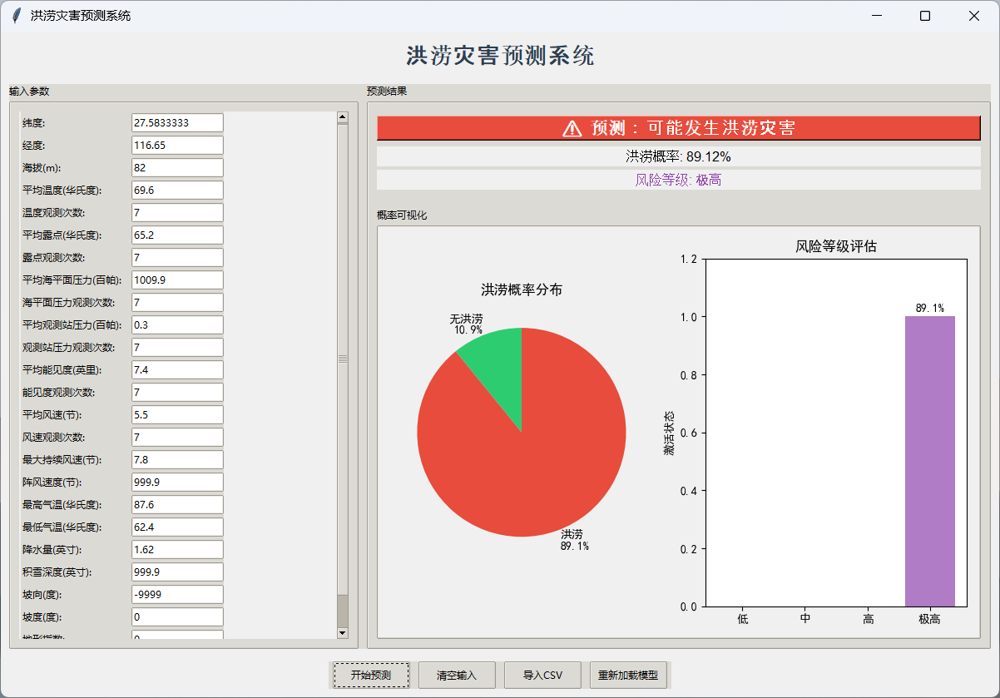 洪涝灾害预测系统
洪涝灾害预测系统
输入参数
纬度: 27.5833333
经度: 116.65
海拔(m): 82
平均温度(华氏度): 69.6
温度观测次数: 7
平均露点(华氏度): 65.2
露点观测次数: 7
平均海平面压力(百帕): 1009.9
海平面压力观测次数: 7
平均观测站压力(百帕): 0.3
观测站压力观测次数: 7
平均能见度(英里): 7.4
能见度观测次数: 7
平均风速(节): 5.5
风速观测次数: 7
最大持续风速(节): 7.8
阵风速度(节): 999.9
最高气温(华氏度): 87.6
最低气温(华氏度): 62.4
降水量(英寸): 1.62
积雪深度(英寸): 999.9
坡向(度): -9999
坡度(度): 0
地形指数: 0
预测结果
⚠ 预测：可能发生洪涝灾害
洪涝概率: 89.12%
风险等级: 极高
概率可视化
洪涝概率分布
无洪涝
10.9%
洪涝
89.1%
风险等级评估
激活状态
1.2
1.0
0.8
0.6
0.4
0.2
0.0
89.1%
低 中 高 极高
开始预测 清空输入 导入CSV 重新加载模型